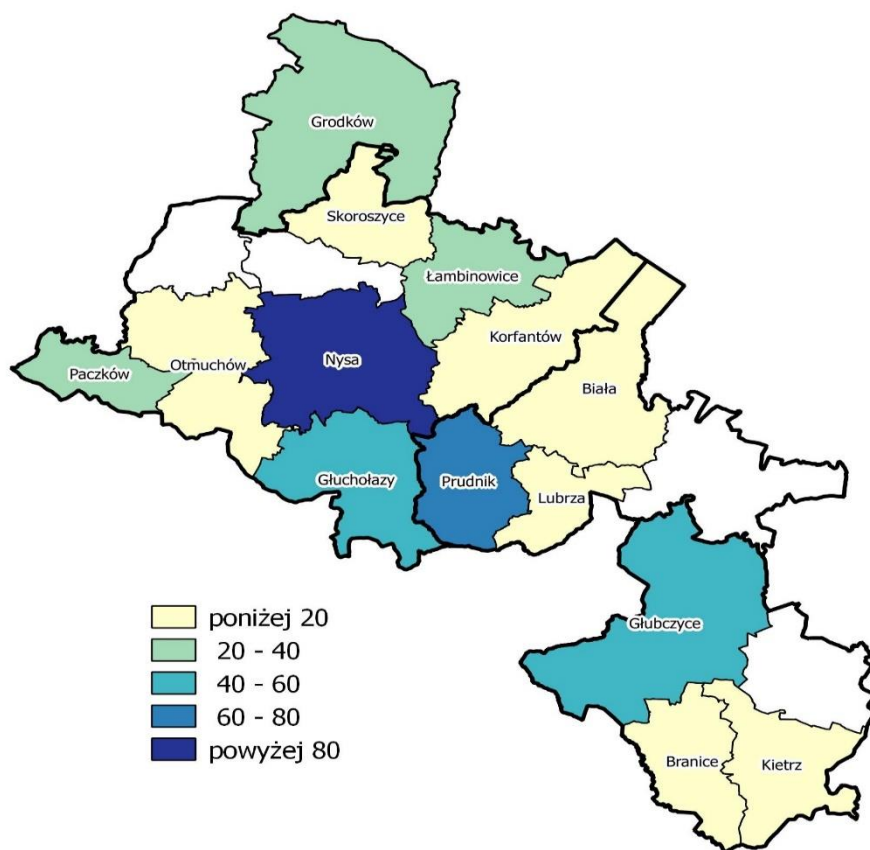 Grodków
Skoroszyce
Łambinowice
Korfantów
Otmuchów
Nysa
Paczków
Biała
Głuchołazy
Prudnik
Lubrza
Głubczyce
Branice
Kietrz
poniżej 20
20 - 40
40 - 60
60 - 80
powyżej 80